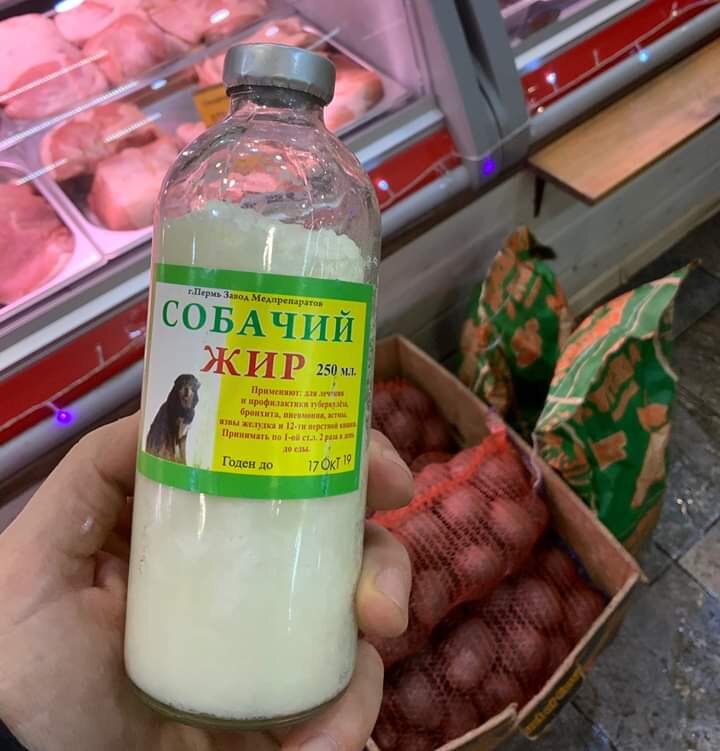 г.Пермь Завод Медпрепаратов
СОБАЧИЙ
ЖИР 250 мл.
Применяют: для лечения
и профилактики туберкулёза,
бронхита, пневмонии, астмы,
язвы желудка и 12-ти перстной кишки.
Принимать по 1-ой ст.л. 2 раза в день
до еды.
Годен до 17 ОКТ 19